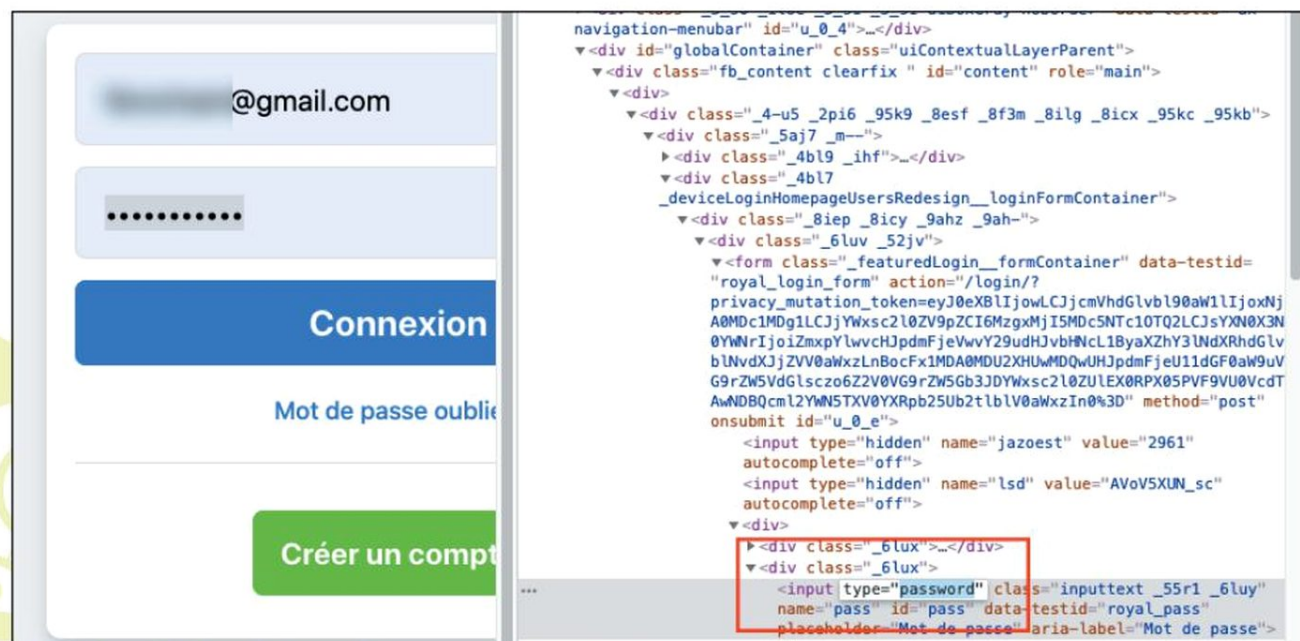 @gmail.com
•••••••••••
Connexion
Mot de passe oublié
Créer un compt
navigation-menubar" id="u_0_4">…</div>
▼<div id="globalContainer" class="uiContextualLayerParent">
▼<div class="fb_content clearfix " id="content" role="main">
▼<div>
▼<div class="_4-u5 _2pi6 _95k9 _8esf _8f3m _8ilg _8icx _95kc _95kb">
▼<div class="_5aj7 _m--">
▶<div class="_4bl9 _ihf">…</div>
▼<div class="_4bl7
_deviceLoginHomepageUsersRedesign__loginFormContainer">
▼<div class="_8iep _8icy _9ahz _9ah-">
▼<div class="_6luv _52jv">
▼<form class="_featuredLogin__formContainer" data-testid=
"royal_login_form" action="/login/?
privacy_mutation_token=eyJ0eXBlIjowLCJjcmVhdGlvbl90aW1lIjoxNj
A0MDc1MDg1LCJjYWxsc2l0ZV9pZCI6MzgxMjI5MDc5NTc1OTQ2LCJsYXN0X3N
0YWNrIjoiZmxpYlwvcHJpdmFjeVwvY29udHJvbHNcL1ByaXZhY3lNdXRhdGlv
blNvdXJjZVV0aWxzLnBocFx1MDA0MDU2XHUwMDQwUHJpdmFjeU11dGF0aW9uV
G9rZW5VdGlsczo6Z2V0VG9rZW5Gb3JDYWxsc2l0ZUlEX0RPX05PVF9VU0VcdT
AwNDBQcml2YWN5TXV0YXRpb25Ub2tlblV0aWxzIn0%3D" method="post"
onsubmit id="u_0_e">
<input type="hidden" name="jazoest" value="2961"
autocomplete="off">
<input type="hidden" name="lsd" value="AVoV5XUN_sc"
autocomplete="off">
▼<div>
▶<div class="_6lux">…</div>
▼<div class="_6lux">
<input type="password" class="inputtext _55r1 _6luy"
name="pass" id="pass" data-testid="royal_pass"
placeholder="Mot de passe" aria-label="Mot de passe">